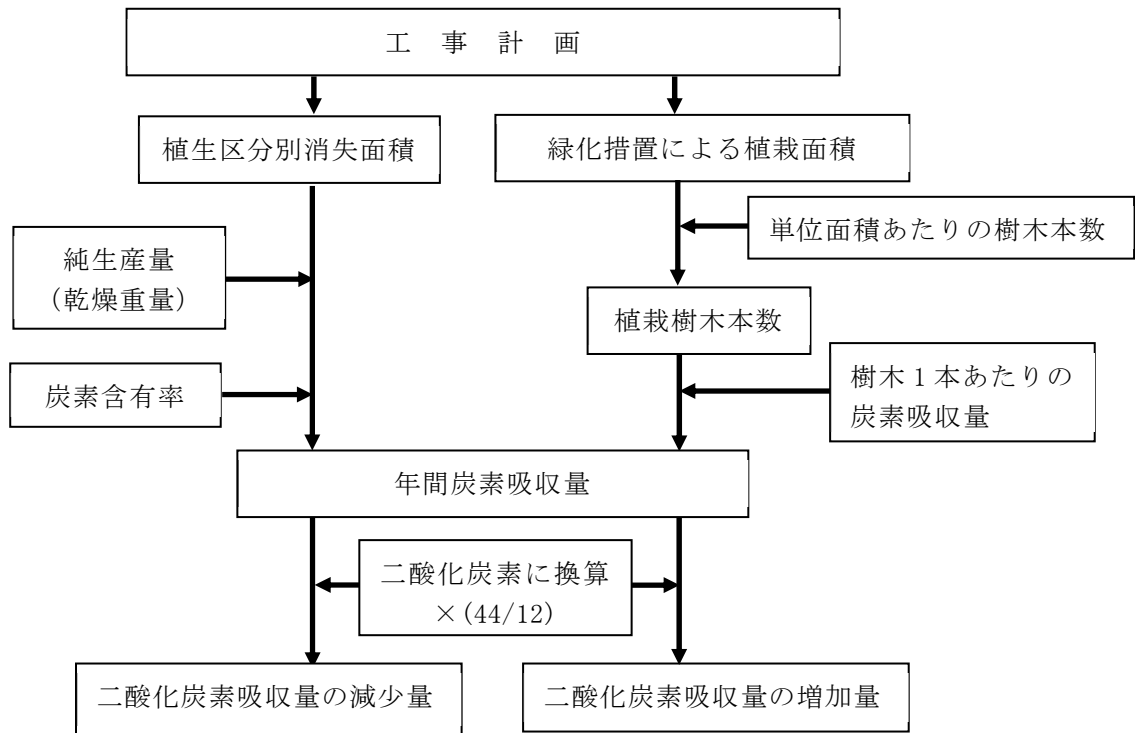 工 事 計 画
植生区分別消失面積
緑化措置による植栽面積
単位面積あたりの樹木本数
純生産量
(乾燥重量)
植栽樹木本数
炭素含有率
樹木1本あたりの
炭素吸収量
年間炭素吸収量
二酸化炭素に換算
×(44/12)
二酸化炭素吸収量の減少量
二酸化炭素吸収量の増加量